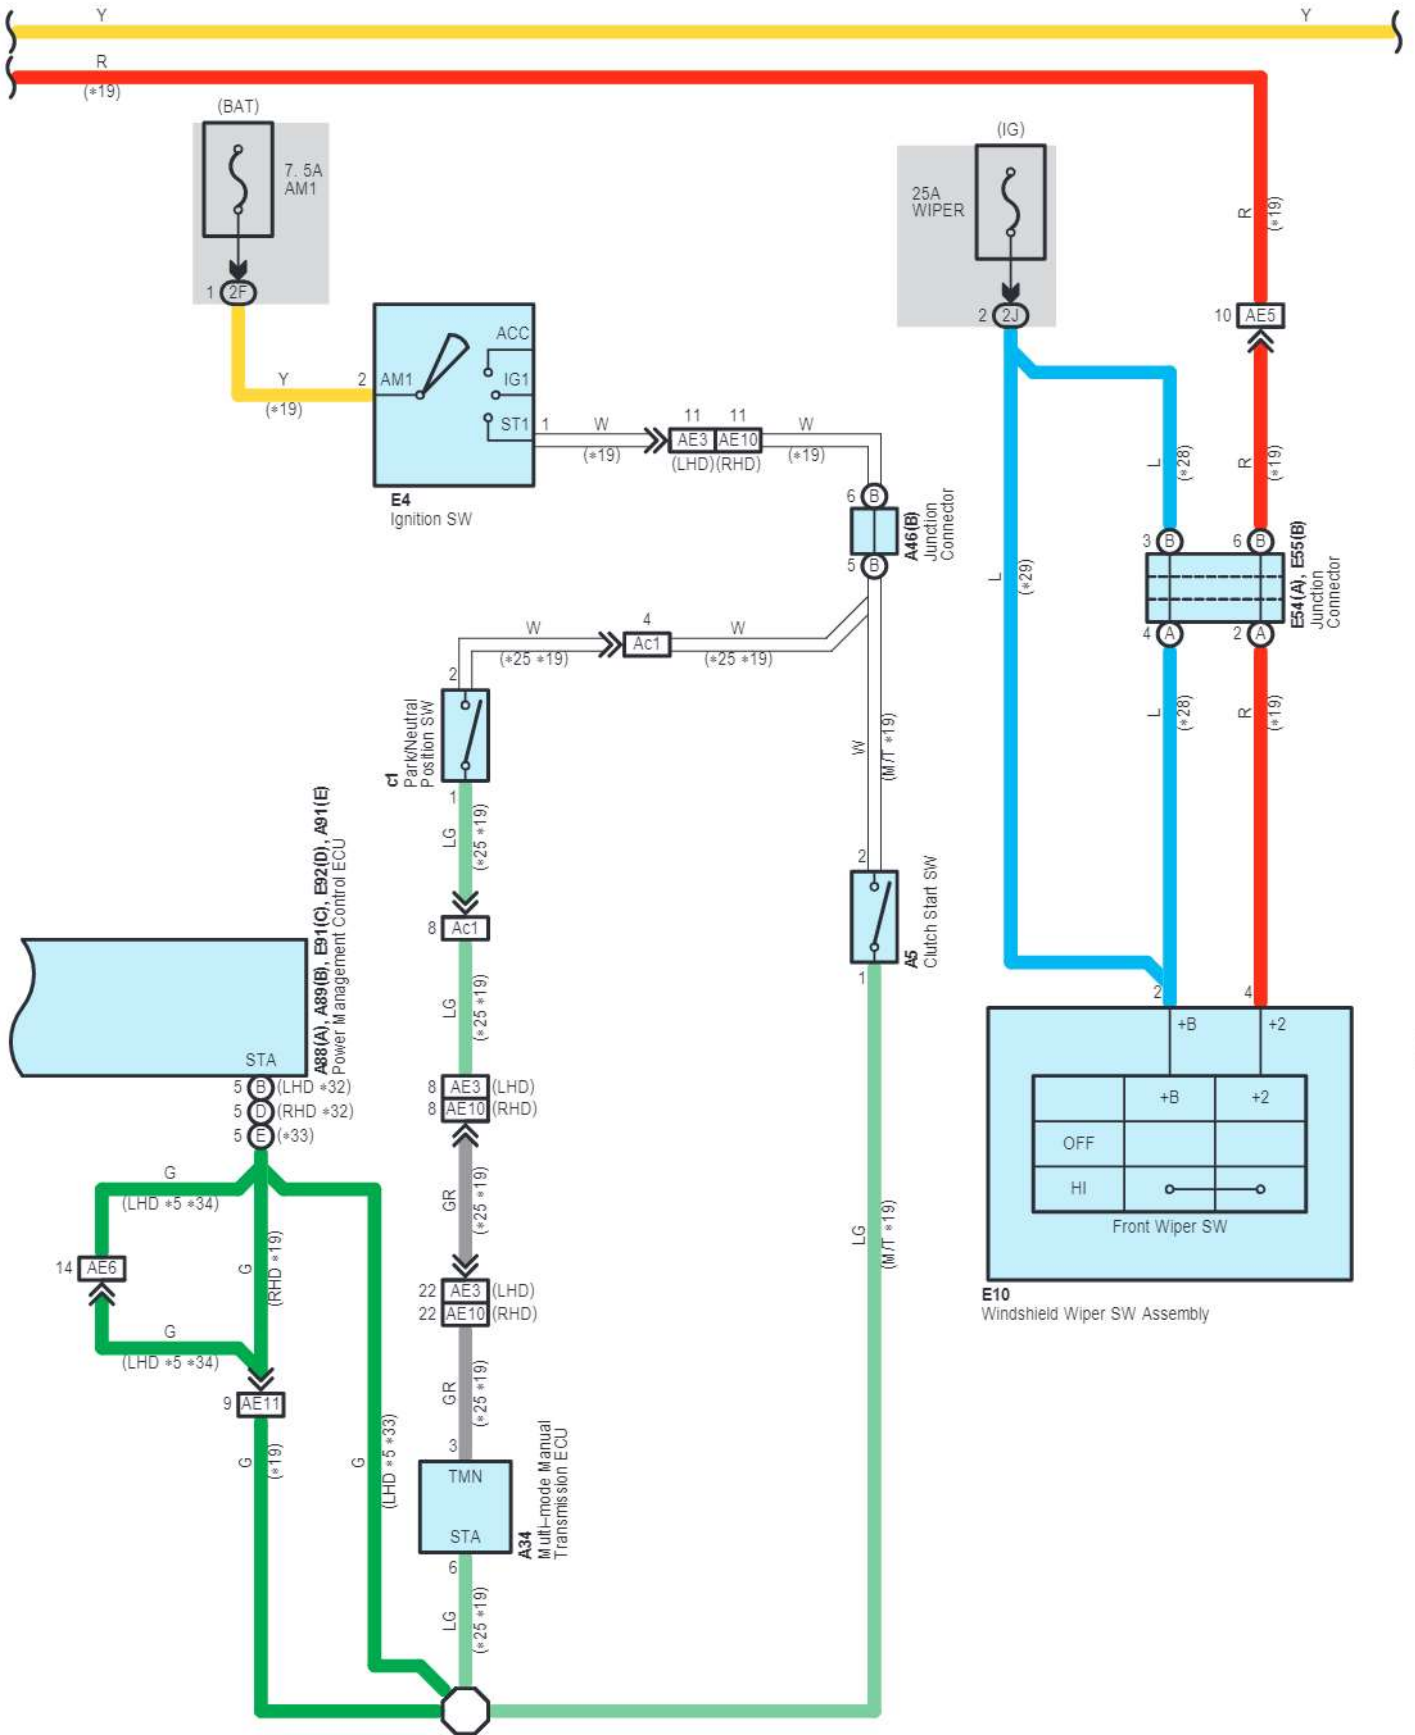 Y
Y
R
(*19)
(BAT)
7. 5A
AM1
1
2F
Y
(*19)
2
AM1
ACC
IG1
ST1
1
E4
Ignition SW
W
(*19)
11
11
AE3
AE10
(LHD)(RHD)
W
(*19)
6
B
A46(B)
Junction
Connector
5
B
(IG)
25A
WIPER
2
2J
R
(*19)
10
AE5
L
(*28)
R
(*19)
L
(*29)
3
B
6
B
E54(A), E55(B)
Junction
Connector
4
A
2
A
L
(*28)
R
(*19)
W
(*25 *19)
4
Ac1
W
(*25 *19)
2
c1
Park/Neutral
Position SW
1
LG
(*25 *19)
8
Ac1
LG
(*25 *19)
8
AE3
(LHD)
8
AE10
(RHD)
GR
(*25 *19)
22
AE3
(LHD)
22
AE10
(RHD)
GR
(*25 *19)
3
TMN
STA
A34
Multi-mode Manual
Transmission ECU
6
LG
(*25 *19)
W
(M/T *19)
2
A5
Clutch Start SW
1
LG
(M/T *19)
A88(A), A89(B), E91(C), E92(D), A91(E)
Power Management Control ECU
STA
5
B
(LHD *32)
5
D
(RHD *32)
5
E
(*33)
G
(LHD *5 *34)
14
AE6
G
(RHD *19)
G
(LHD *5 *34)
9
AE11
G
(*19)
G
(LHD *5 *33)
2
4
+B
+2
+B
+2
OFF
HI
Front Wiper SW
E10
Windshield Wiper SW Assembly